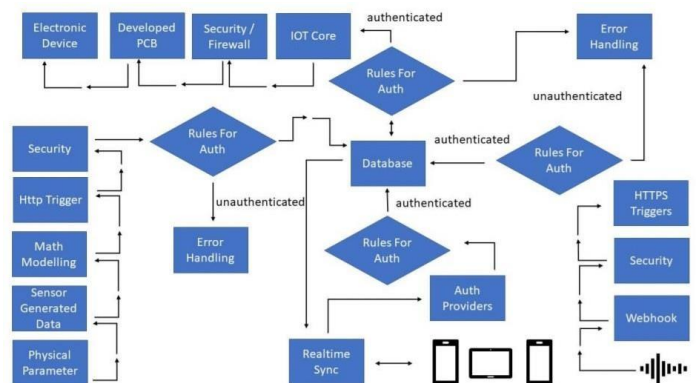 authenticated
Electronic
Device
Developed
PCB
Security /
Firewall
IOT Core
Error
Handling
Rules For
Auth
unauthenticated
Rules For
Auth
authenticated
Security
Database
Rules For
Auth
Http Trigger
unauthenticated
authenticated
HTTPS
Triggers
Error
Handling
Rules For
Auth
Math
Modelling
Security
Sensor
Generated
Data
Auth
Providers
Webhook
Physical
Parameter
Realtime
Sync